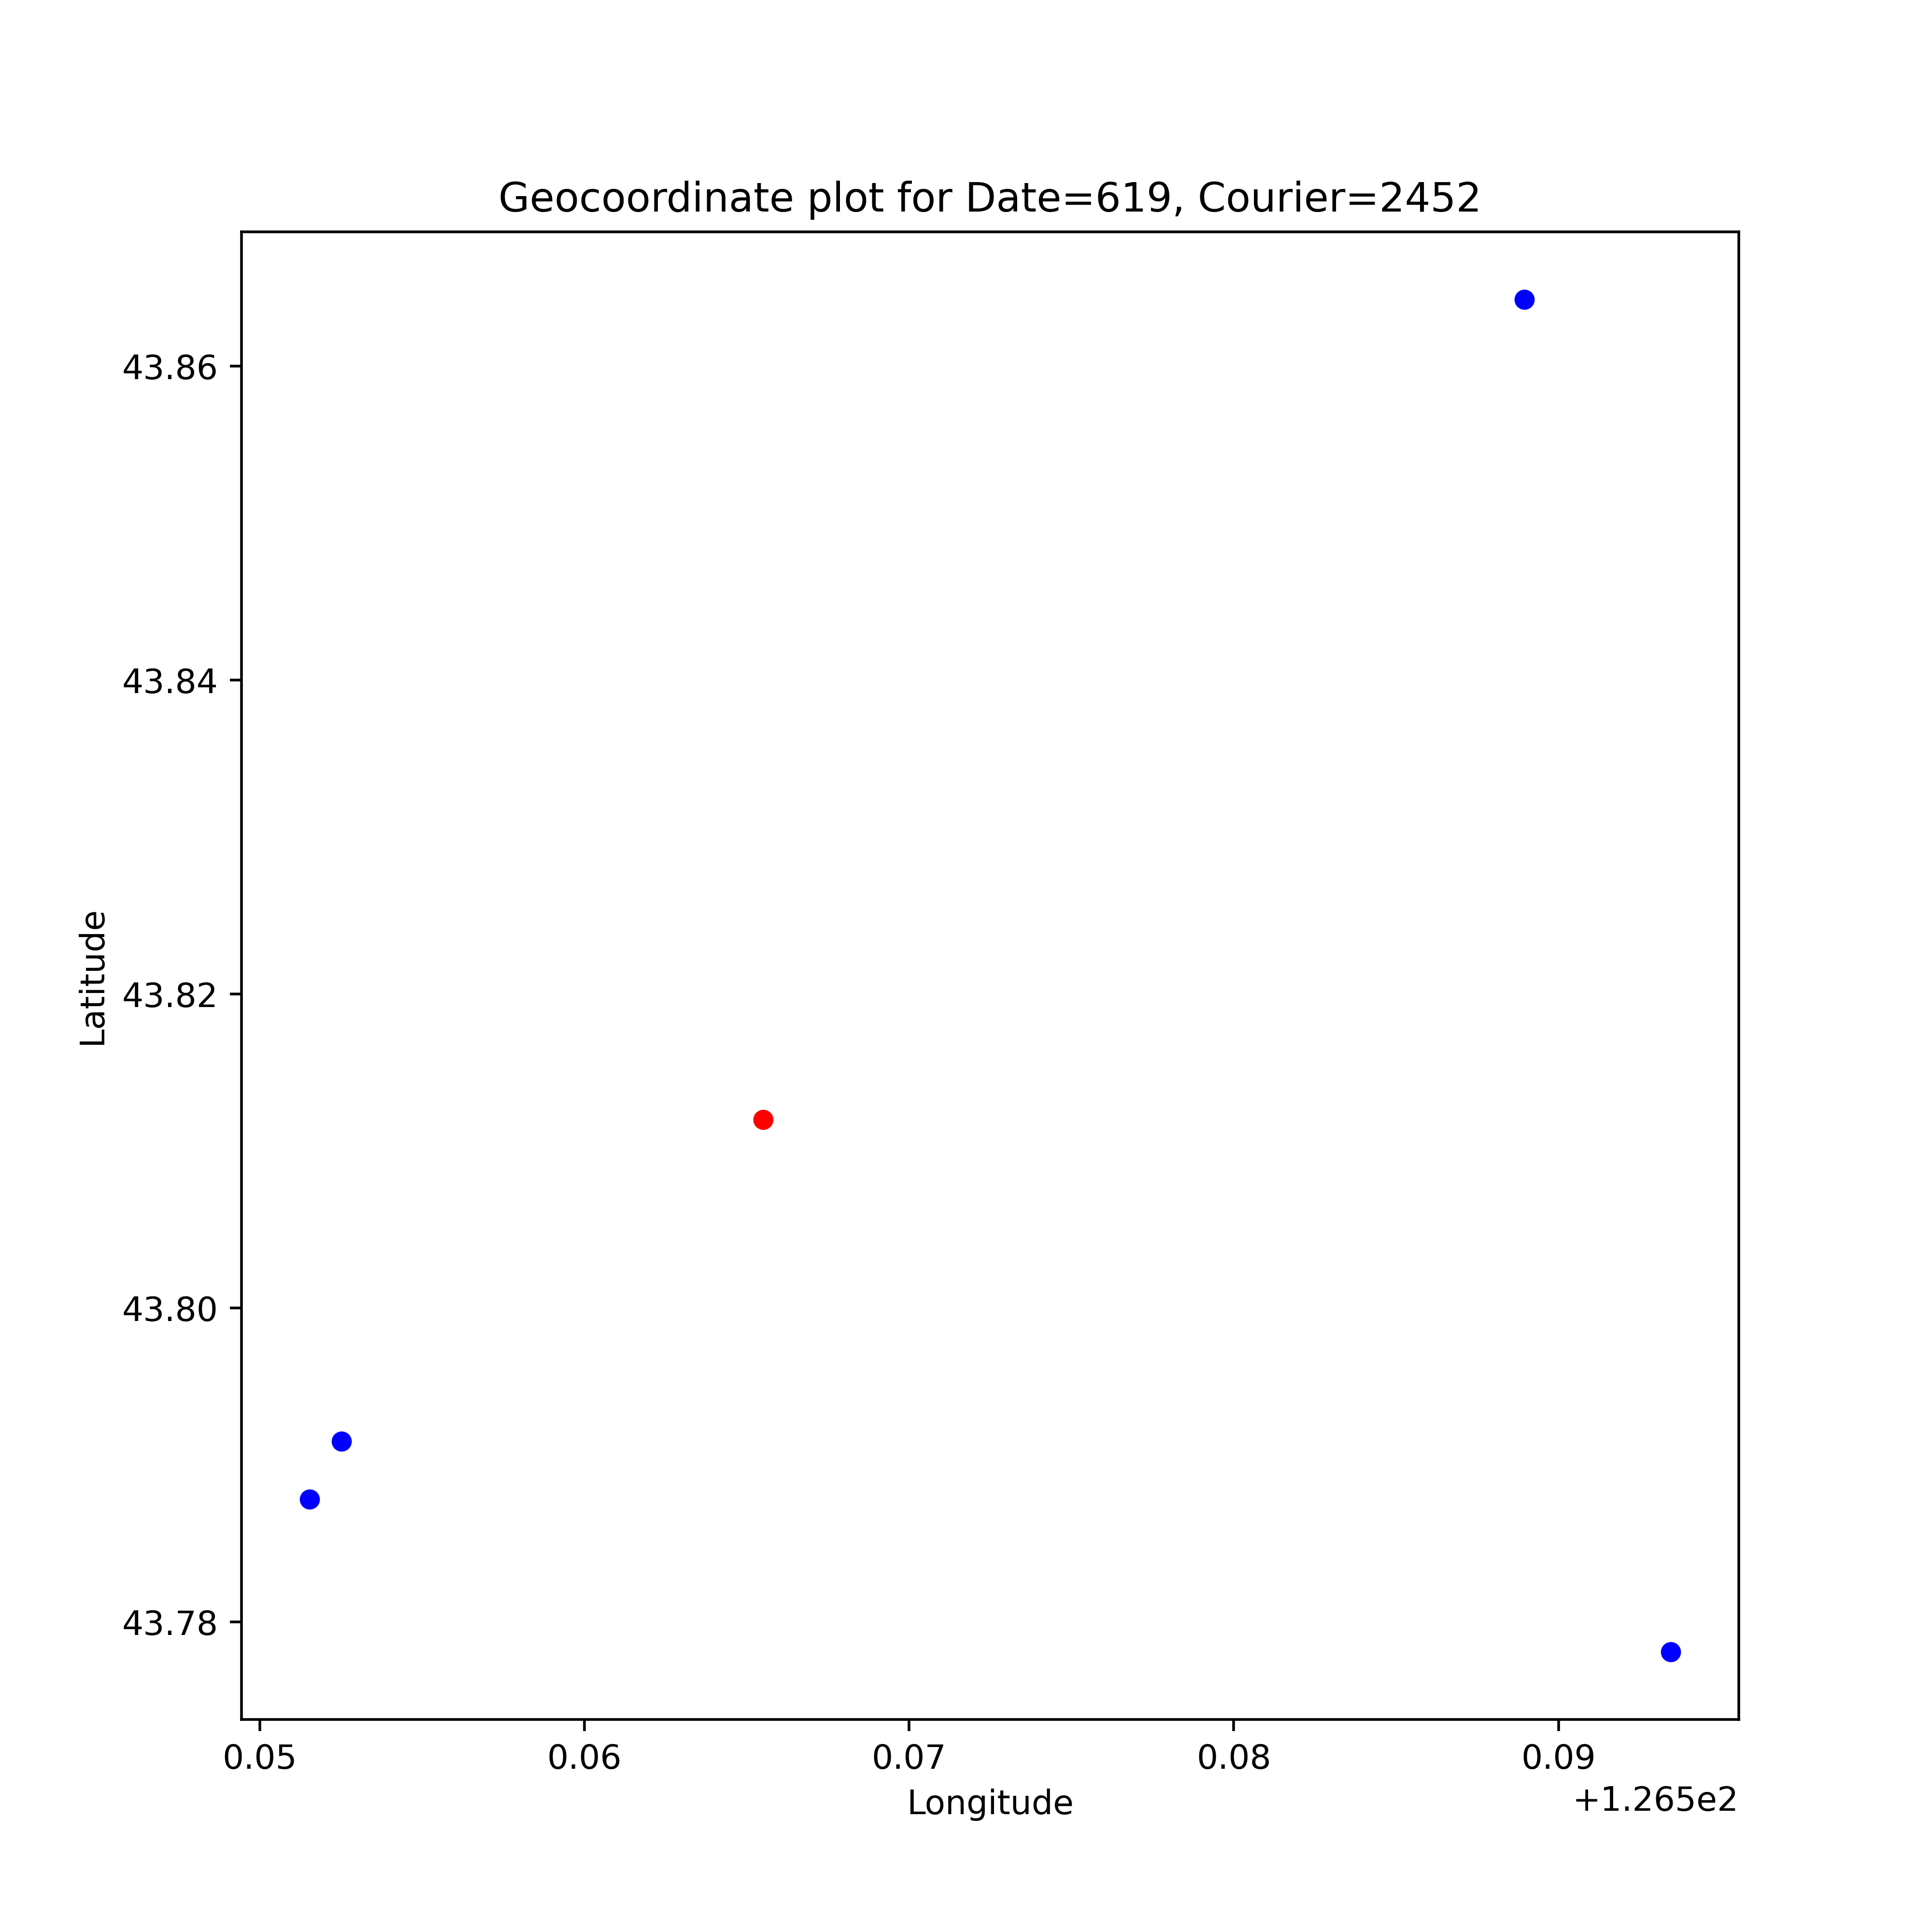 Geocoordinate plot for Date=619, Courier=2452
Latitude
43.86
43.84
43.82
43.80
43.78
0.05 0.06 0.07 0.08 0.09
Longitude
+1.265e2